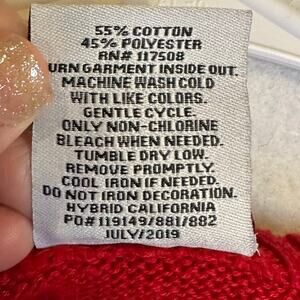 55% COTTON
45% POLYESTER
RN# 117508
URN GARMENT INSIDE OUT.
MACHINE WASH COLD
WITH LIKE COLORS.
GENTLE CYCLE.
ONLY NON-CHLORINE
BLEACH WHEN NEEDED.
TUMBLE DRY LOW.
REMOVE PROMPTLY.
COOL IRON IF NEEDED.
DO NOT IRON DECORATION.
HYBRID CALIFORNIA
PO# 119149/881/882
JULY/2019